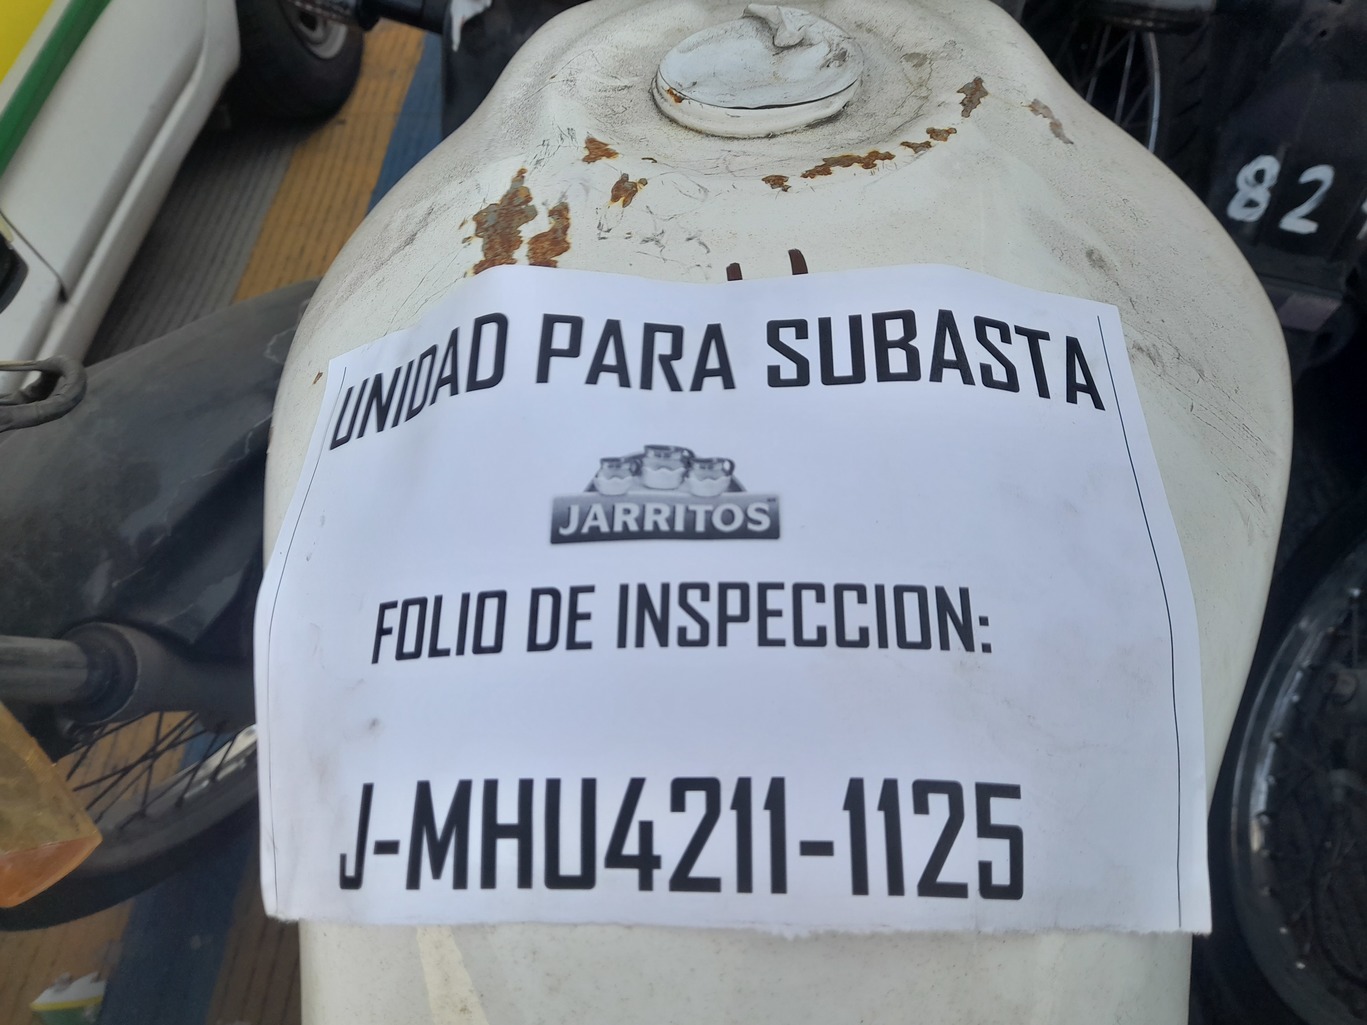 82
UNIDAD PARA SUBASTA
JARRITOS
FOLIO DE INSPECCION:
J-MHU4211-1125